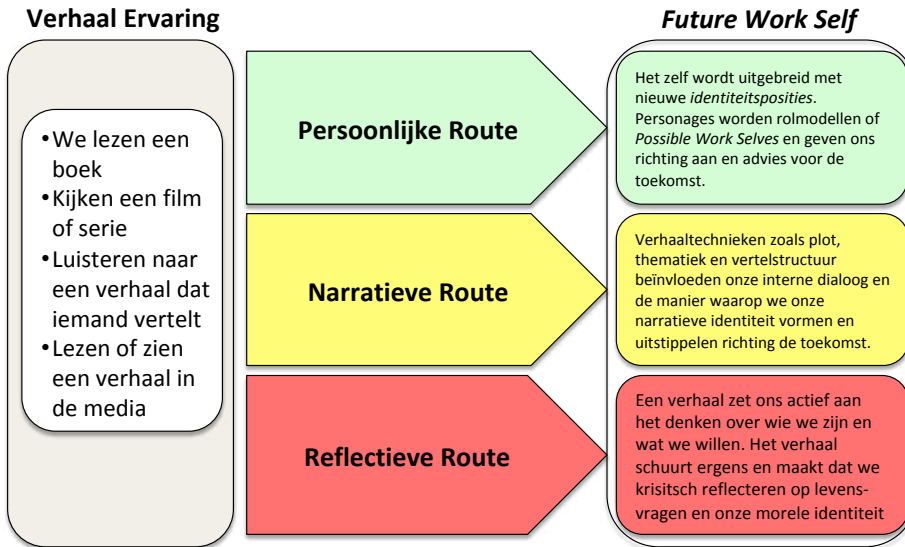 Verhaal Ervaring
• We lezen een
boek
• Kijken een film
of serie
• Luisteren naar
een verhaal dat
iemand vertelt
• Lezen of zien
een verhaal in
de media
Persoonlijke Route
Narratieve Route
Reflectieve Route
Future Work Self
Het zelf wordt uitgebreid met
nieuwe identiteitsposities.
Personages worden rolmodellen of
Possible Work Selves en geven ons
richting aan en advies voor de
toekomst.
Verhaaltechnieken zoals plot,
thematiek en vertelstructuur
beïnvloeden onze interne dialoog en
de manier waarop we onze
narratieve identiteit vormen en
uitstippelen richting de toekomst.
Een verhaal zet ons actief aan
het denken over wie we zijn en
wat we willen. Het verhaal
schuurt ergens en maakt dat we
krisitsch reflecteren op levens-
vragen en onze morele identiteit